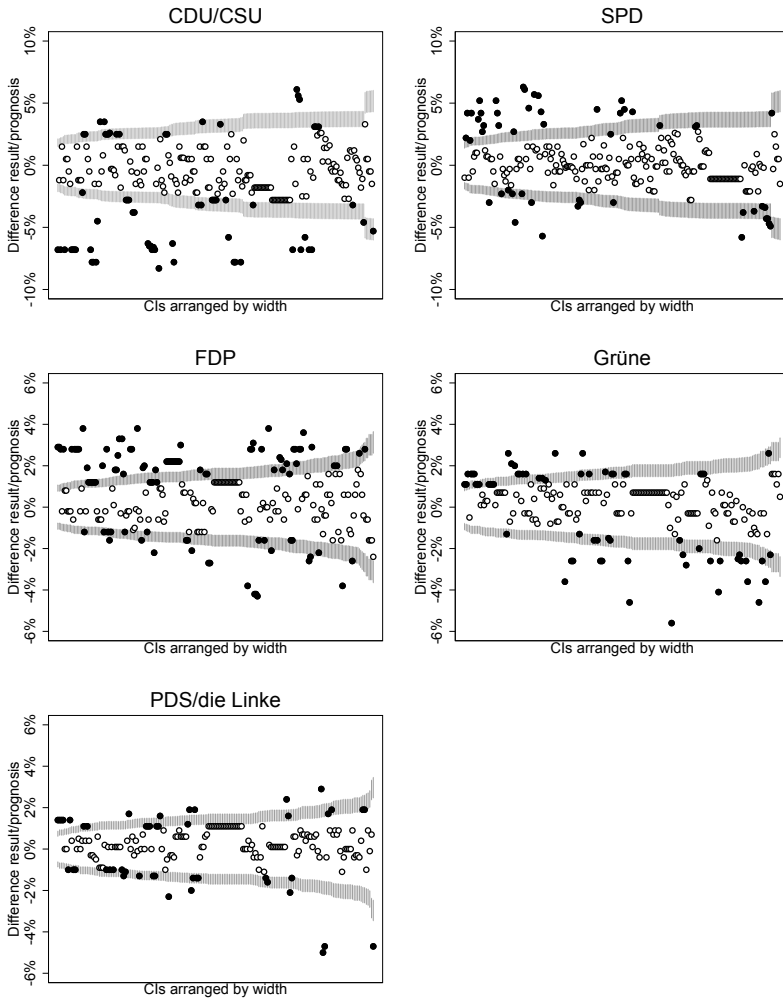 CDU/CSU
10%
5%
0%
-5%
-10%
Difference result/prognosis
CIs arranged by width
SPD
10%
5%
0%
-5%
-10%
Difference result/prognosis
CIs arranged by width
FDP
6%
4%
2%
0%
-2%
-4%
-6%
Difference result/prognosis
CIs arranged by width
Grüne
6%
4%
2%
0%
-2%
-4%
-6%
Difference result/prognosis
CIs arranged by width
PDS/die Linke
6%
4%
2%
0%
-2%
-4%
-6%
Difference result/prognosis
CIs arranged by width